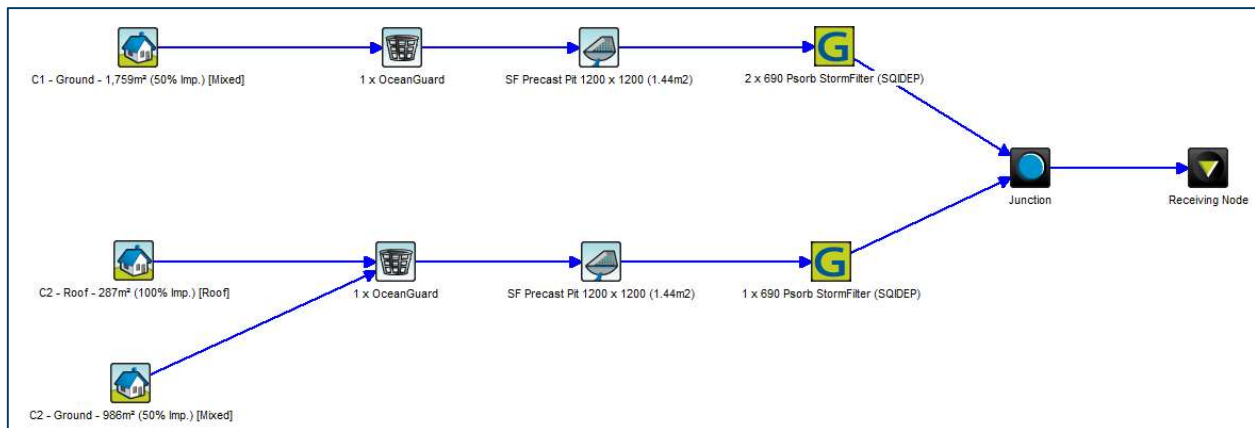 C1 - Ground - 1,759m² (50% Imp.) [Mixed]
1 x OceanGuard
SF Precast Pit 1200 x 1200 (1.44m2)
G
2 x 690 Psorb StormFilter (SQIDEP)
Junction
Receiving Node
C2 - Roof - 287m² (100% Imp.) [Roof]
1 x OceanGuard
SF Precast Pit 1200 x 1200 (1.44m2)
G
1 x 690 Psorb StormFilter (SQIDEP)
C2 - Ground - 986m² (50% Imp.) [Mixed]